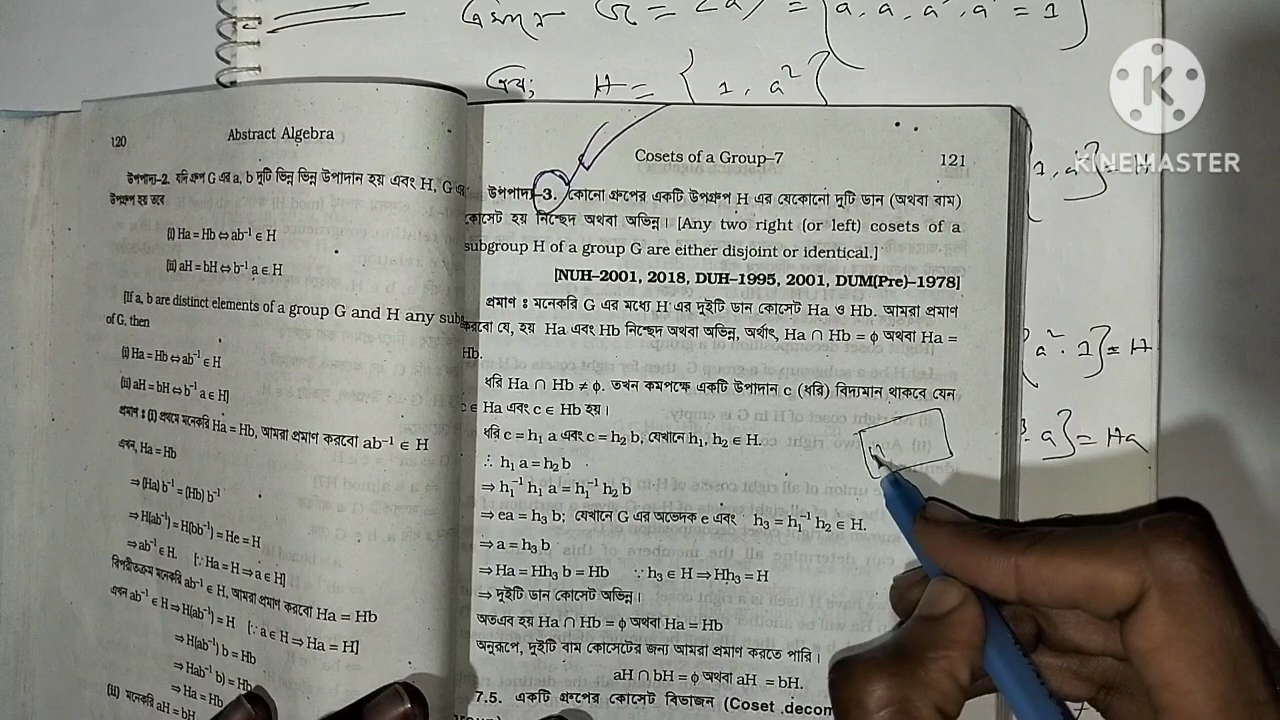 G = <a> = {a, a, a, a = 1}
H = { 1, a² }
KINEMASTER
120 Abstract Algebra
উপপাদ্য-2. যদি গ্রুপ G এর a, b দুটি ভিন্ন ভিন্ন উপাদান হয় এবং H, G এর
উপগ্রুপ হয় তবে
(i) Ha = Hb ⇔ ab⁻¹ ∈ H
(ii) aH = bH ⇔ b⁻¹ a ∈ H
[If a, b are distinct elements of a group G and H any
of G, then
(i) Ha = Hb ⇔ ab⁻¹ ∈ H
(ii) aH = bH ⇔ b⁻¹ a ∈ H]
প্রমাণ : (i) প্রথমে মনেকরি Ha = Hb, আমরা প্রমাণ করবো ab⁻¹ ∈ H
এখন, Ha = Hb
⇒ (Ha) b⁻¹ = (Hb) b⁻¹
⇒ H(ab⁻¹) = H(bb⁻¹) = He = H
⇒ ab⁻¹ ∈ H. [∵ Ha = H ⇒ a ∈ H]
বিপরীতক্রমে মনেকরি ab⁻¹ ∈ H, আমরা প্রমাণ করবো Ha = Hb
এখন ab⁻¹ ∈ H ⇒ H(ab⁻¹) = H [∵ a ∈ H ⇒ Ha = H]
⇒ H(ab⁻¹) b = Hb
⇒ Hab⁻¹ b) = Hb
⇒ Ha = Hb
(ii) মনেকরি aH = bH
Cosets of a Group–7 121
উপপাদ্য-3. কোনো গ্রুপের একটি উপগ্রুপ H এর যেকোনো দুটি ডান (অথবা বাম)
কোসেট হয় নিশ্ছেদ অথবা অভিন্ন। [Any two right (or left) cosets of a
subgroup H of a group G are either disjoint or identical.]
[NUH–2001, 2018, DUH–1995, 2001, DUM(Pre)–1978]
প্রমাণ : মনেকরি G এর মধ্যে H এর দুইটি ডান কোসেট Ha ও Hb. আমরা প্রমাণ
করবো যে, হয় Ha এবং Hb নিশ্ছেদ অথবা অভিন্ন, অর্থাৎ, Ha ∩ Hb = ϕ অথবা Ha =
Hb.
ধরি Ha ∩ Hb ≠ ϕ. তখন কমপক্ষে একটি উপাদান c (ধরি) বিদ্যমান থাকবে যেন
c ∈ Ha এবং c ∈ Hb হয়।
ধরি c = h₁ a এবং c = h₂ b, যেখানে h₁, h₂ ∈ H.
∴ h₁ a = h₂ b
⇒ h₁⁻¹ h₁ a = h₁⁻¹ h₂ b
⇒ ea = h₃ b; যেখানে G এর অভেদক e এবং h₃ = h₁⁻¹ h₂ ∈ H.
⇒ a = h₃ b
⇒ Ha = Hh₃ b = Hb ∵ h₃ ∈ H ⇒ Hh₃ = H
⇒ দুইটি ডান কোসেট অভিন্ন।
অতএব হয় Ha ∩ Hb = ϕ অথবা Ha = Hb
অনুরূপে, দুইটি বাম কোসেটের জন্য আমরা প্রমাণ করতে পারি।
aH ∩ bH = ϕ অথবা aH = bH.
7.5. একটি গ্রুপের কোসেট বিভাজন (Coset
{1, a²} = H
{a² . 1} = H
a} = Ha